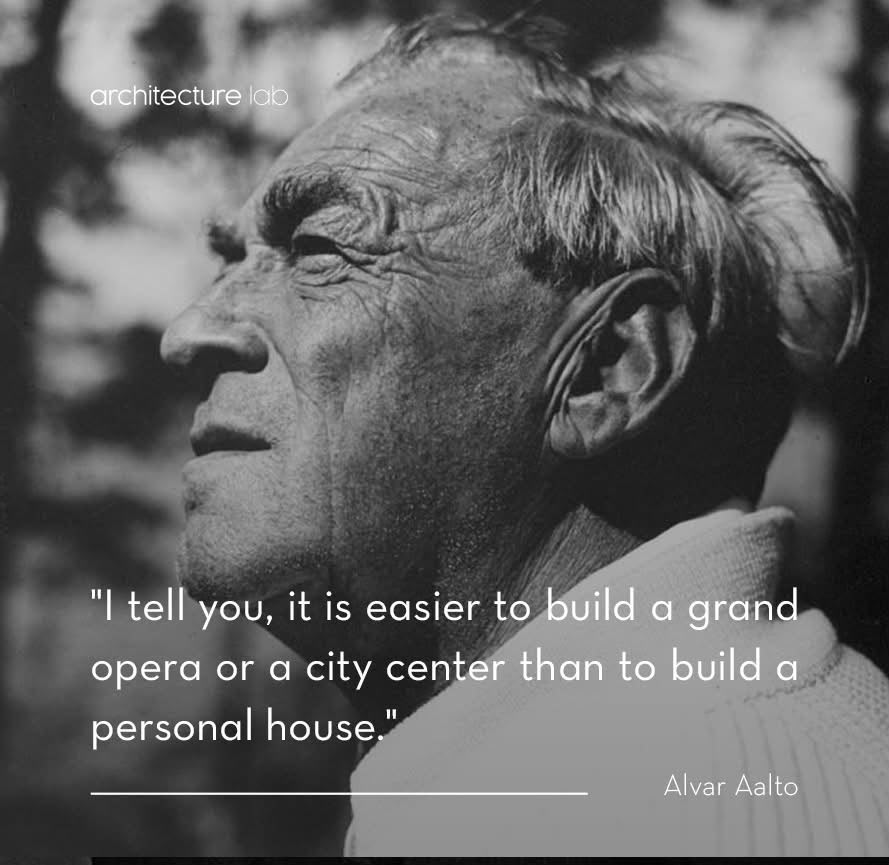 architecture lab
"I tell you, it is easier to build a grand
opera or a city center than to build a
personal house."
Alvar Aalto